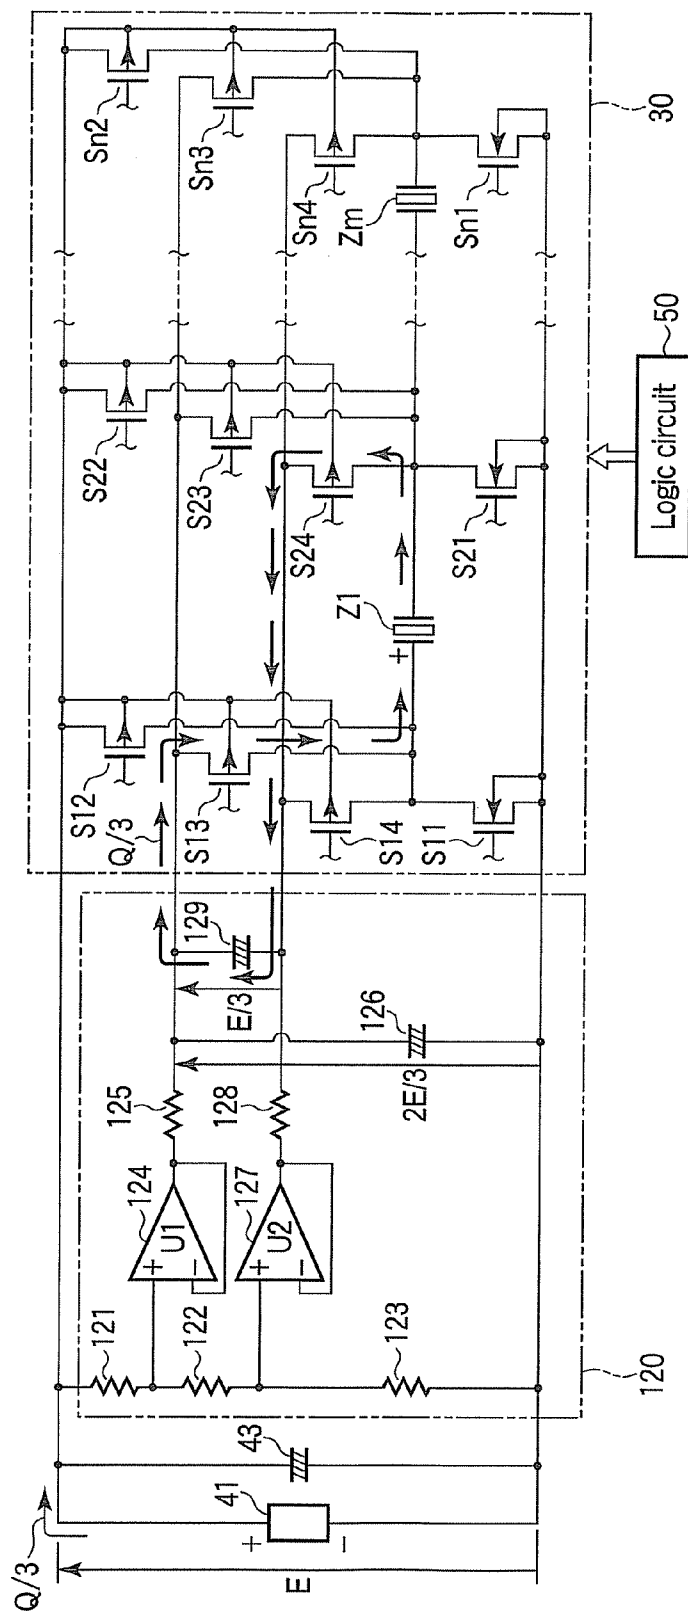 Q/3
E
+
41
−
43
121
122
123
120
124
+
U1
−
125
127
+
U2
−
128
2E/3
126
E/3
129
Q/3
S12
S13
S14
S11
+
Z1
S22
S23
S24
S21
Sn2
Sn3
Sn4
Zm
Sn1
30
50
Logic circuit